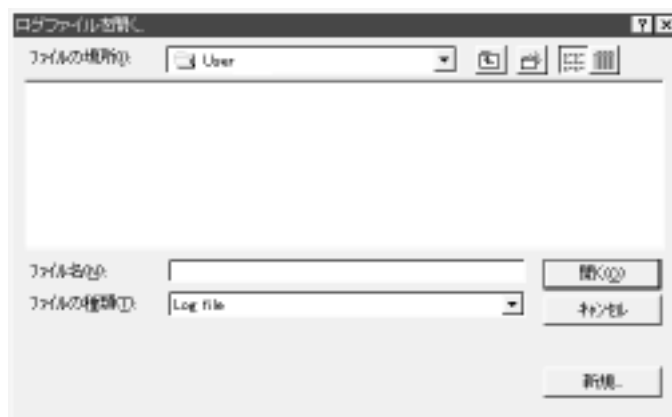 ログファイルを開く...
ファイルの場所(I):
User
ファイル名(N):
開く(O)
ファイルの種類(T):
Log file
キャンセル
新規...